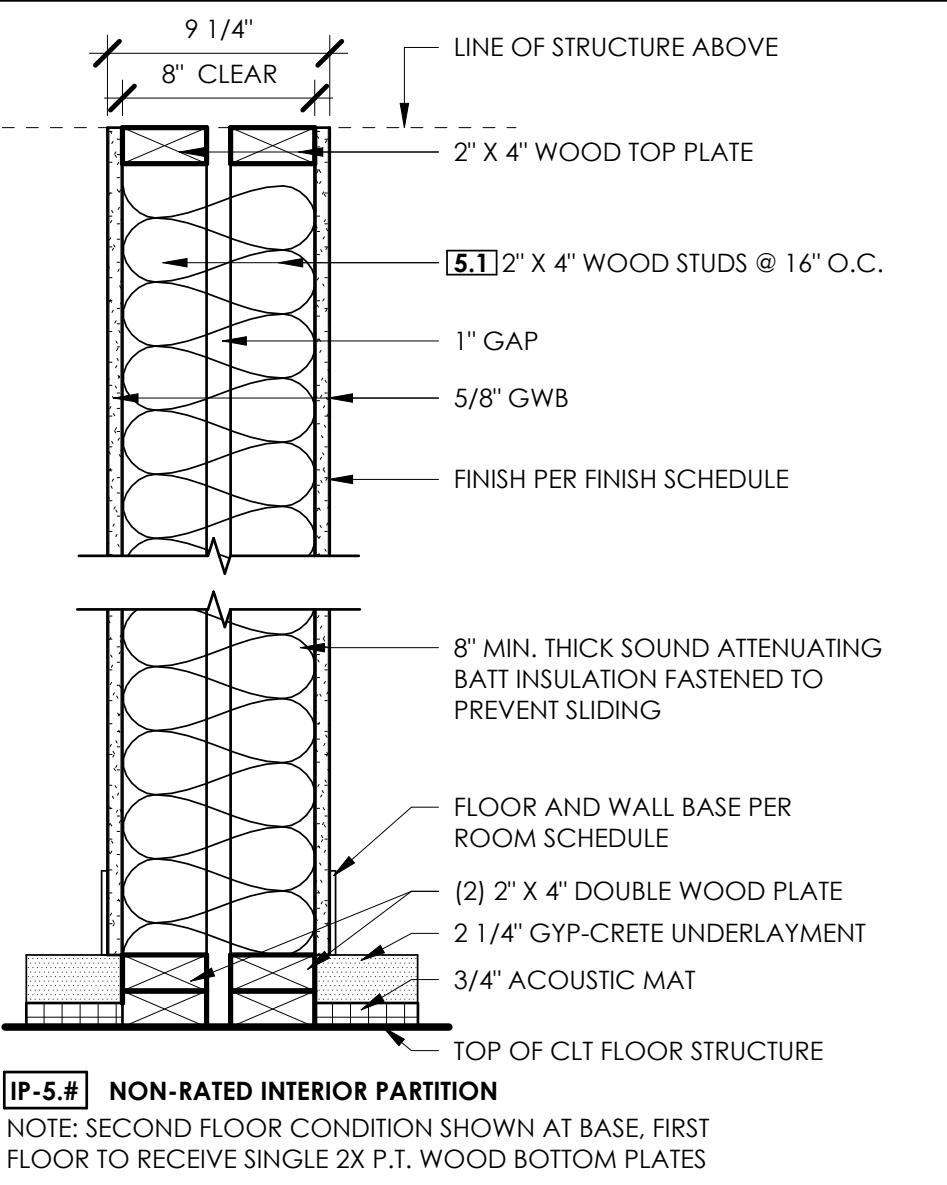 9 1/4"
LINE OF STRUCTURE ABOVE
8" CLEAR
2" X 4" WOOD TOP PLATE
5.1 2" X 4" WOOD STUDS @ 16" O.C.
1" GAP
5/8" GWB
FINISH PER FINISH SCHEDULE
8" MIN. THICK SOUND ATTENUATING
BATT INSULATION FASTENED TO
PREVENT SLIDING
FLOOR AND WALL BASE PER
ROOM SCHEDULE
(2) 2" X 4" DOUBLE WOOD PLATE
2 1/4" GYP-CRETE UNDERLAYMENT
3/4" ACOUSTIC MAT
TOP OF CLT FLOOR STRUCTURE
IP-5.# NON-RATED INTERIOR PARTITION
NOTE: SECOND FLOOR CONDITION SHOWN AT BASE, FIRST
FLOOR TO RECEIVE SINGLE 2X P.T. WOOD BOTTOM PLATES